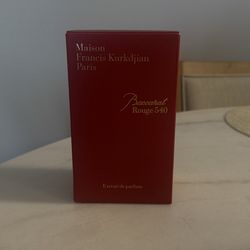 Maison
Francis Kurkdjian
Paris
Baccarat
Rouge 540
Extrait de parfum